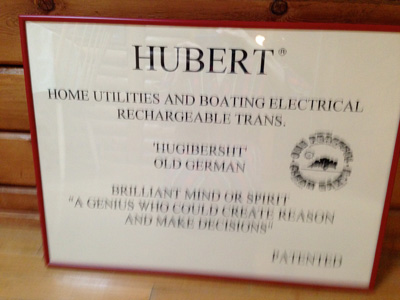 HUBERT®
HOME UTILITIES AND BOATING ELECTRICAL
RECHARGEABLE TRANS.
'HUGIBERSHT'
OLD GERMAN
BRILLIANT MIND OR SPIRIT
"A GENIUS WHO COULD CREATE REASON
AND MAKE DECISIONS"
PATENTED